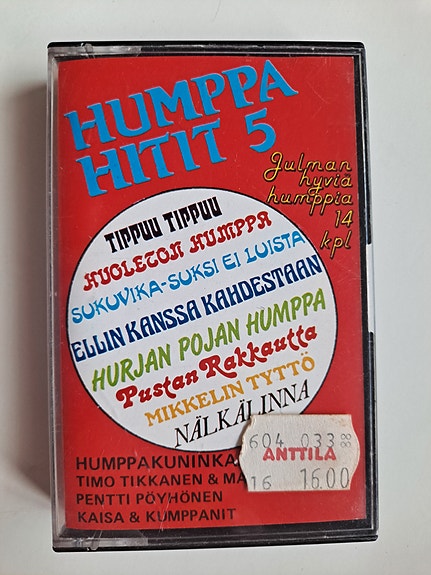 HUMPPA
HITIT 5
Julman
hyviä
humppia
14
kpl
TIPPUU TIPPUU
HUOLETON HUMPPA
SUKUVIKA-SUKSI EI LUISTA
ELLIN KANSSA KAHDESTAAN
HURJAN POJAN HUMPPA
Pustan Rakkautta
MIKKELIN TYTTÖ
NÄLKÄLINNA
604 033 88
ANTTILA
16 16.00
HUMPPAKUNINKA
TIMO TIKKANEN & MA
PENTTI PÖYHÖNEN
KAISA & KUMPPANIT